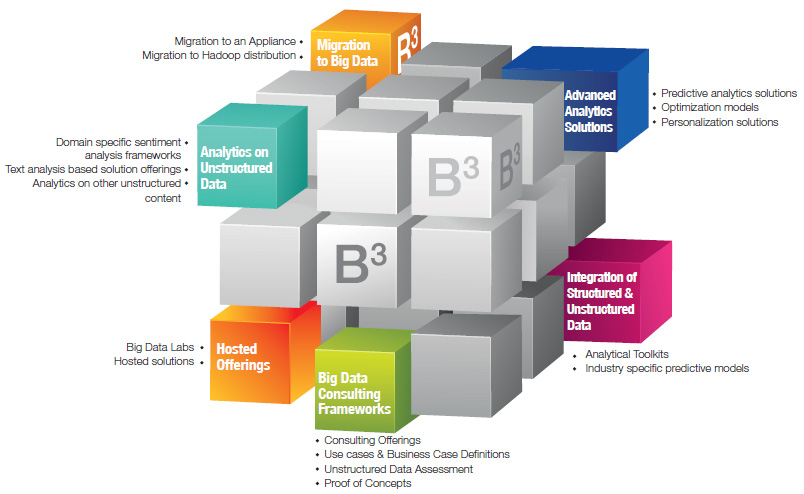 Migration to an Appliance
Migration to Hadoop distribution
Migration
to Big Data
B³
Advanced
Analytics
Solutions
Predictive analytics solutions
Optimization models
Personalization solutions
Domain specific sentiment
analysis frameworks
Text analysis based solution offerings
Analytics on other unstructured
content
Analytics on
Unstructured
Data
B³
B³
B³
Integration of
Structured &
Unstructured
Data
Analytical Toolkits
Industry specific predictive models
Big Data Labs
Hosted solutions
Hosted
Offerings
Big Data
Consulting
Frameworks
Consulting Offerings
Use cases & Business Case Definitions
Unstructured Data Assessment
Proof of Concepts